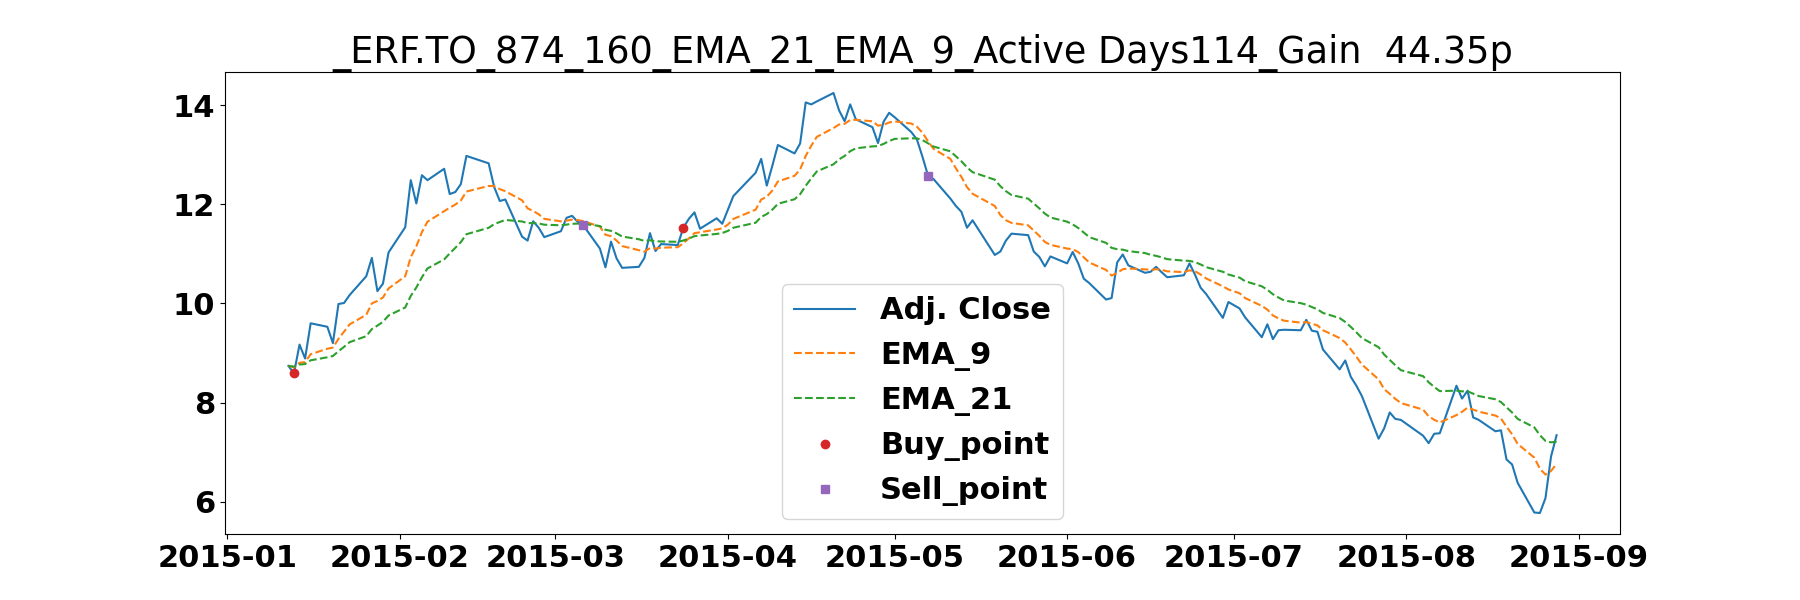 _ERF.TO_874_160_EMA_21_EMA_9_Active Days114_Gain  44.35p
14
12
10
8
6
Adj. Close
EMA_9
EMA_21
Buy_point
Sell_point
2015-01 2015-02 2015-03 2015-04 2015-05 2015-06 2015-07 2015-08 2015-09